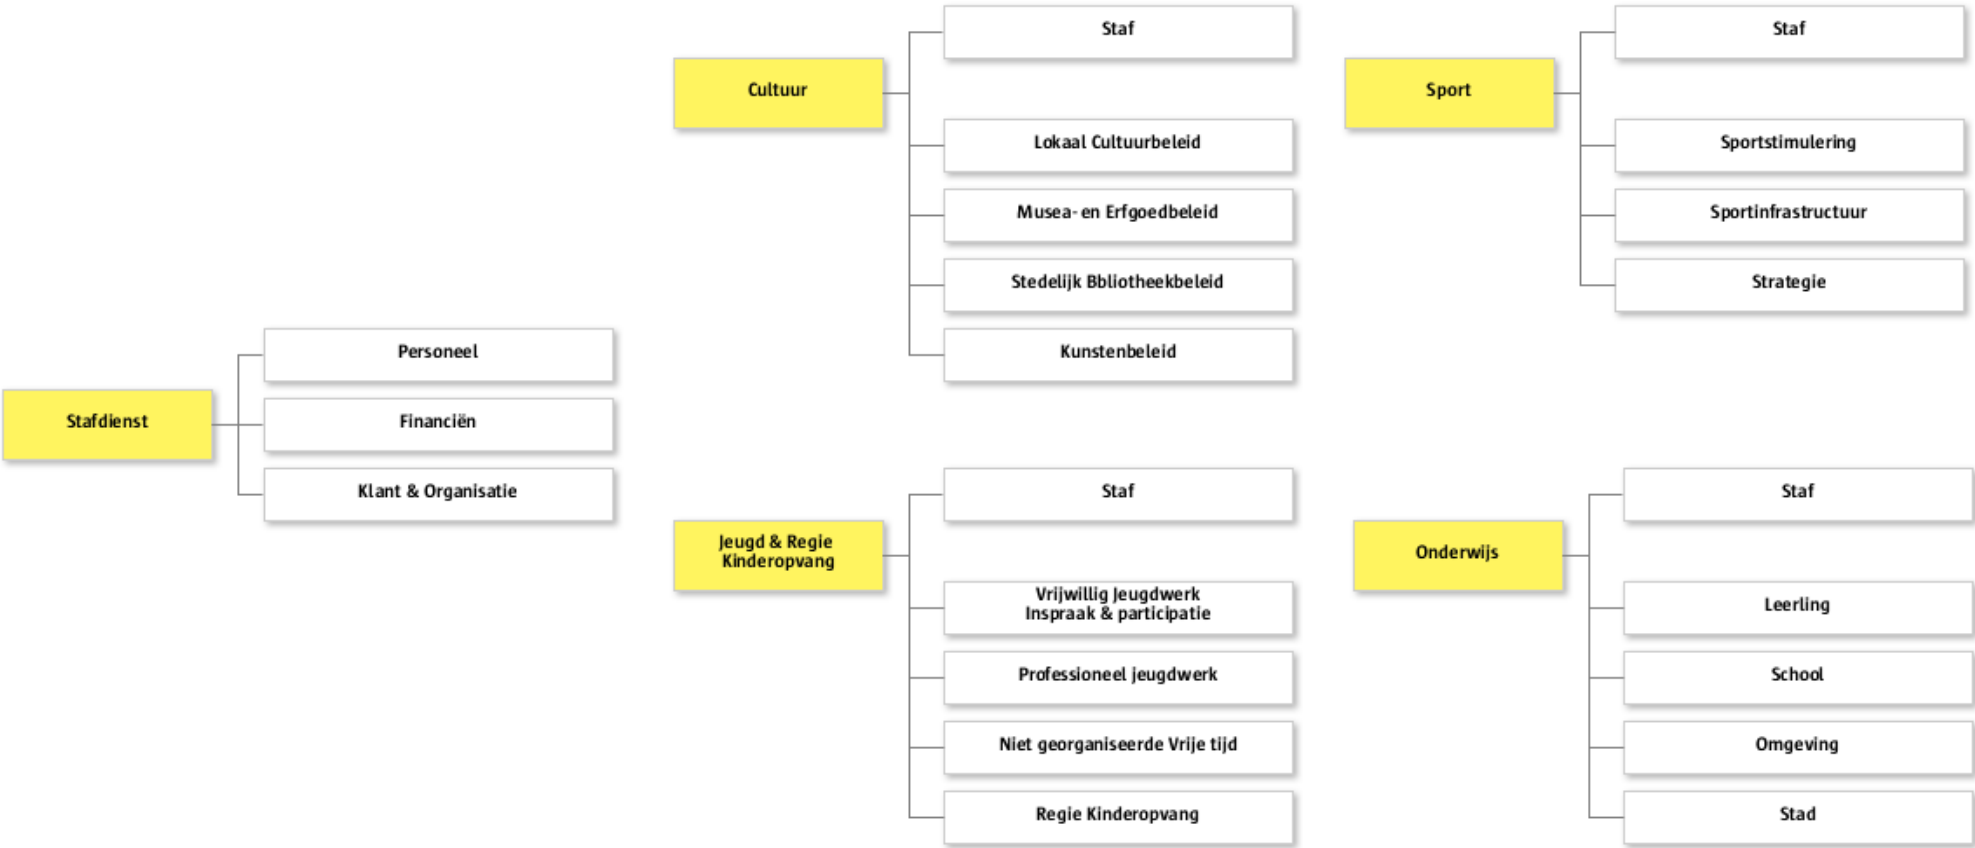 Stafdienst
Personeel
Financiën
Klant & Organisatie
Cultuur
Staf
Lokaal Cultuurbeleid
Musea- en Erfgoedbeleid
Stedelijk Bbliotheekbeleid
Kunstenbeleid
Sport
Staf
Sportstimulering
Sportinfrastructuur
Strategie
Jeugd & Regie
Kinderopvang
Staf
Vrijwillig Jeugdwerk
Inspraak & participatie
Professioneel jeugdwerk
Niet georganiseerde Vrije tijd
Regie Kinderopvang
Onderwijs
Staf
Leerling
School
Omgeving
Stad